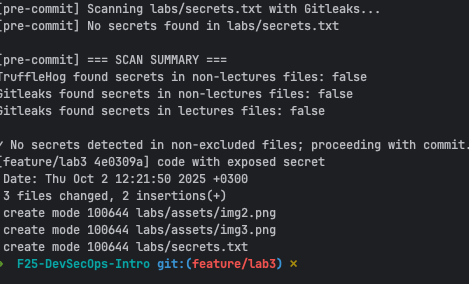 [pre-commit] Scanning labs/secrets.txt with Gitleaks...
[pre-commit] No secrets found in labs/secrets.txt
[pre-commit] === SCAN SUMMARY ===
TruffleHog found secrets in non-lectures files: false
Gitleaks found secrets in non-lectures files: false
Gitleaks found secrets in lectures files: false
✓ No secrets detected in non-excluded files; proceeding with commit.
[feature/lab3 4e0309a] code with exposed secret
Date: Thu Oct 2 12:21:50 2025 +0300
3 files changed, 2 insertions(+)
create mode 100644 labs/assets/img2.png
create mode 100644 labs/assets/img3.png
create mode 100644 labs/secrets.txt
➜ F25-DevSecOps-Intro git:(feature/lab3) ✗